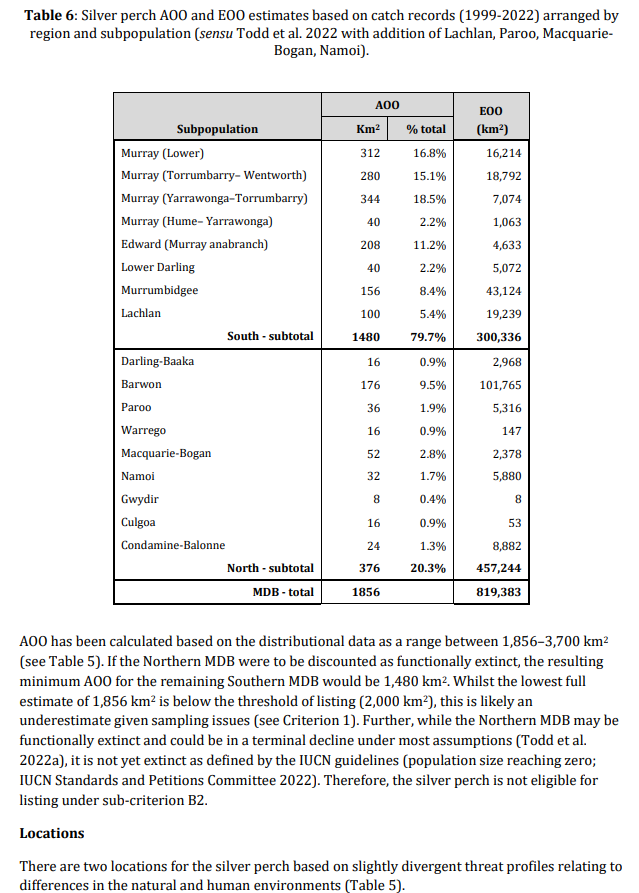 Table 6: Silver perch AOO and EOO estimates based on catch records (1999-2022) arranged by
region and subpopulation (sensu Todd et al. 2022 with addition of Lachlan, Paroo, Macquarie-
Bogan, Namoi).
AOO EOO
Subpopulation Km² % total (km²)
Murray (Lower) 312 16.8% 16,214
Murray (Torrumbarry– Wentworth) 280 15.1% 18,792
Murray (Yarrawonga–Torrumbarry) 344 18.5% 7,074
Murray (Hume– Yarrawonga) 40 2.2% 1,063
Edward (Murray anabranch) 208 11.2% 4,633
Lower Darling 40 2.2% 5,072
Murrumbidgee 156 8.4% 43,124
Lachlan 100 5.4% 19,239
South - subtotal 1480 79.7% 300,336
Darling-Baaka 16 0.9% 2,968
Barwon 176 9.5% 101,765
Paroo 36 1.9% 5,316
Warrego 16 0.9% 147
Macquarie-Bogan 52 2.8% 2,378
Namoi 32 1.7% 5,880
Gwydir 8 0.4% 8
Culgoa 16 0.9% 53
Condamine-Balonne 24 1.3% 8,882
North - subtotal 376 20.3% 457,244
MDB - total 1856 819,383
AOO has been calculated based on the distributional data as a range between 1,856–3,700 km²
(see Table 5). If the Northern MDB were to be discounted as functionally extinct, the resulting
minimum AOO for the remaining Southern MDB would be 1,480 km². Whilst the lowest full
estimate of 1,856 km² is below the threshold of listing (2,000 km²), this is likely an
underestimate given sampling issues (see Criterion 1). Further, while the Northern MDB may be
functionally extinct and could be in a terminal decline under most assumptions (Todd et al.
2022a), it is not yet extinct as defined by the IUCN guidelines (population size reaching zero;
IUCN Standards and Petitions Committee 2022). Therefore, the silver perch is not eligible for
listing under sub-criterion B2.
Locations
There are two locations for the silver perch based on slightly divergent threat profiles relating to
differences in the natural and human environments (Table 5).